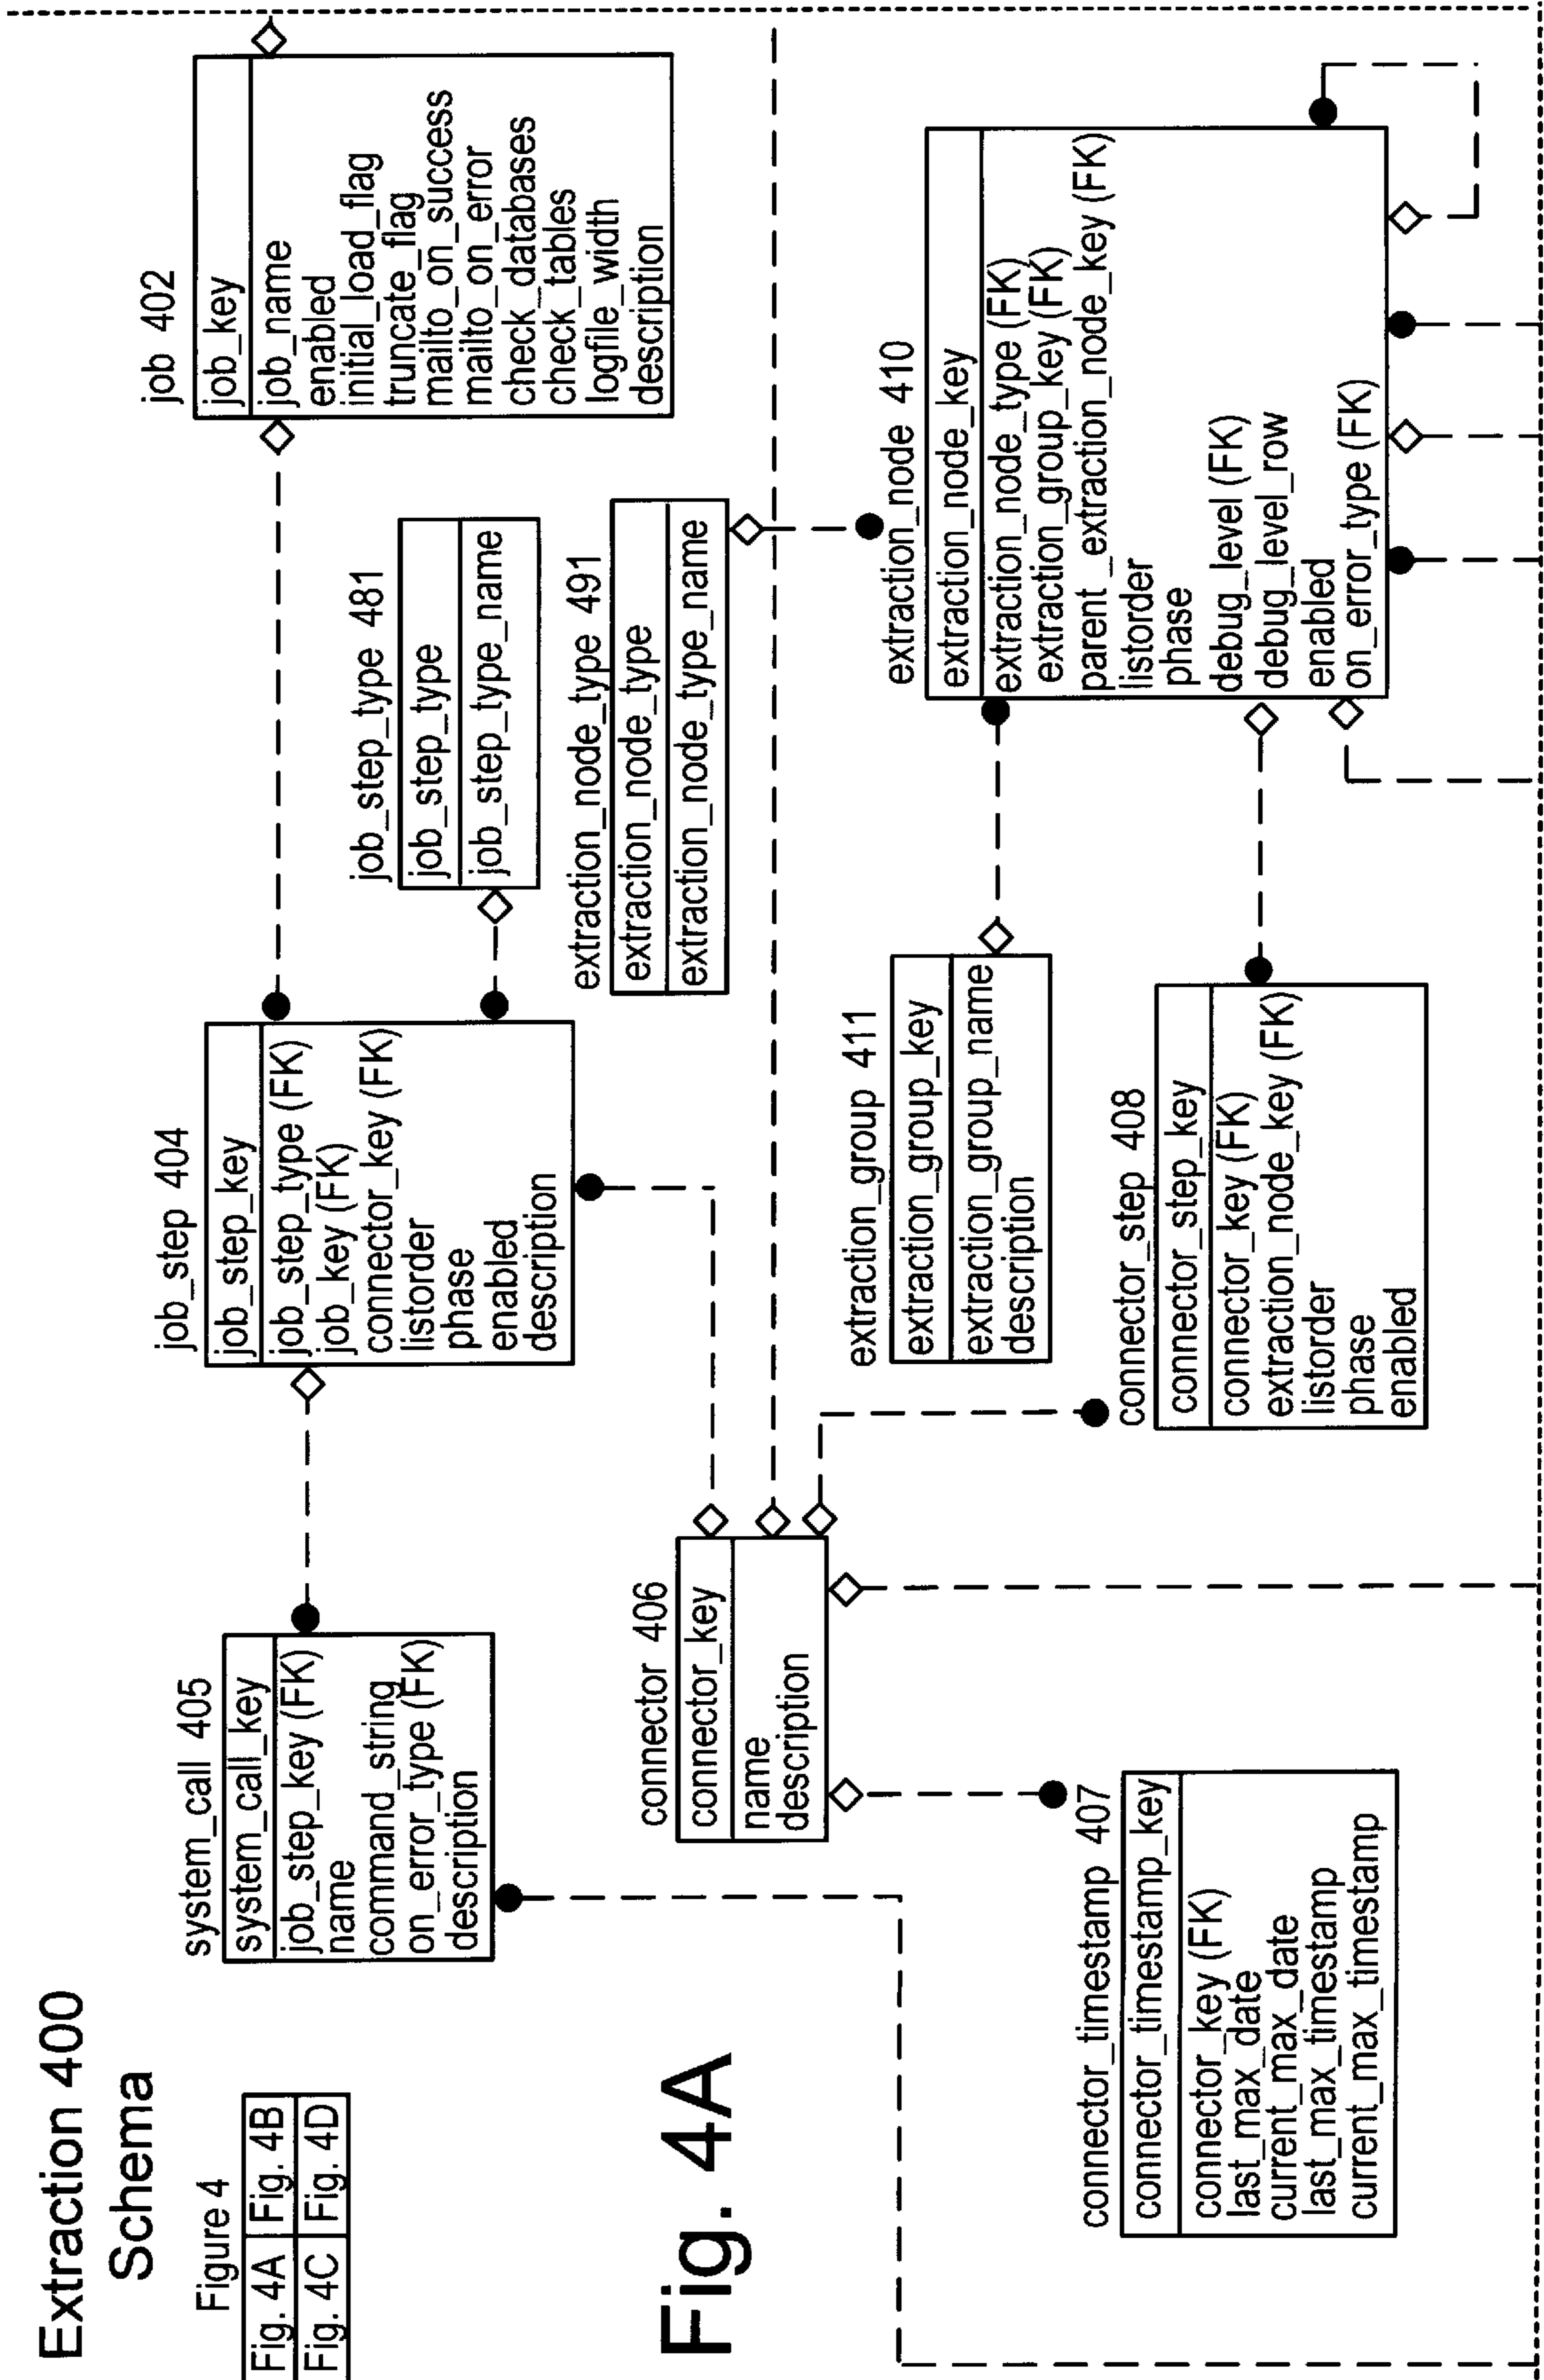 Extraction 400
Schema
Figure 4
Fig. 4A Fig. 4B
Fig. 4C Fig. 4D
Fig. 4A
system_call 405
system_call_key
job_step_key (FK)
name
command_string
on_error_type (FK)
description
job_step 404
job_step_key
job_step_type (FK)
job_key (FK)
connector_key (FK)
listorder
phase
enabled
description
job 402
job_key
job_name
enabled
initial_load_flag
truncate_flag
mailto_on_success
mailto_on_error
check_databases
check_tables
logfile_width
description
job_step_type 481
job_step_type
job_step_type_name
extraction_node_type 491
extraction_node_type
extraction_node_type_name
connector 406
connector_key
name
description
extraction_group 411
extraction_group_key
extraction_group_name
description
extraction_node 410
extraction_node_key
extraction_node_type (FK)
extraction_group_key (FK)
parent_extraction_node_key (FK)
listorder
phase
debug_level (FK)
debug_level_row
enabled
on_error_type (FK)
connector_timestamp 407
connector_timestamp_key
connector_key (FK)
last_max_date
current_max_date
last_max_timestamp
current_max_timestamp
connector_step 408
connector_step_key
connector_key (FK)
extraction_node_key (FK)
listorder
phase
enabled